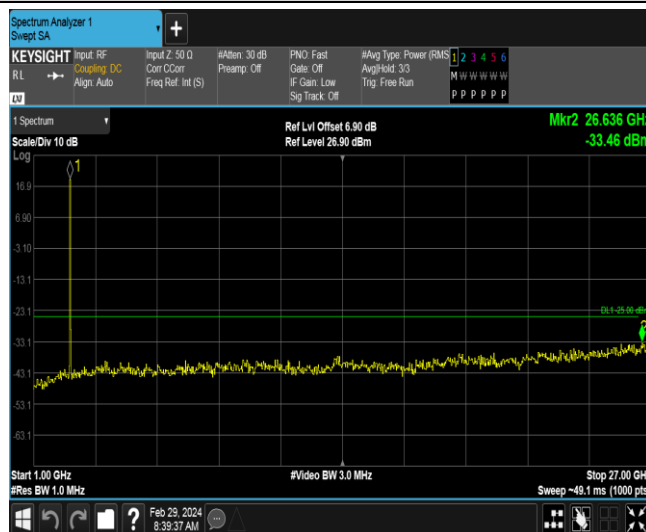 Spectrum Analyzer 1
Swept SA
KEYSIGHT
RL
LXI
Input: RF
Coupling: DC
Align: Auto
Input Z: 50 Ω
Corr CCorr
Freq Ref: Int (S)
#Atten: 30 dB
Preamp: Off
PNO: Fast
Gate: Off
IF Gain: Low
Sig Track: Off
#Avg Type: Power (RMS
Avg|Hold: 3/3
Trig: Free Run
1 2 3 4 5 6
M W W W W W
P P P P P P
1 Spectrum
Scale/Div 10 dB
Log
Ref Lvl Offset 6.90 dB
Ref Level 26.90 dBm
Mkr2 26.636 GHz
-33.46 dBm
1
16.9
6.90
-3.10
-13.1
-23.1
-33.1
-43.1
-53.1
-63.1
DL1 -25.00 dB
Start 1.00 GHz
#Res BW 1.0 MHz
#Video BW 3.0 MHz
Stop 27.00 GH
Sweep ~49.1 ms (1000 pts
?
Feb 29, 2024
8:39:37 AM